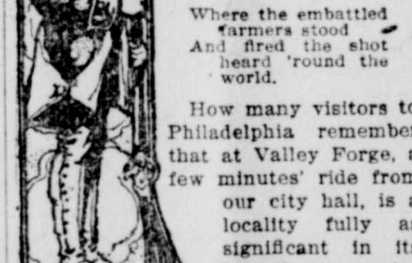 Where the embattled
farmers stood
And fired the shot
heard 'round the
world.
How many visitors to
Philadelphia remember
that at Valley Forge, a
few minutes' ride from
our city hall, is a
locality fully as
significant in its